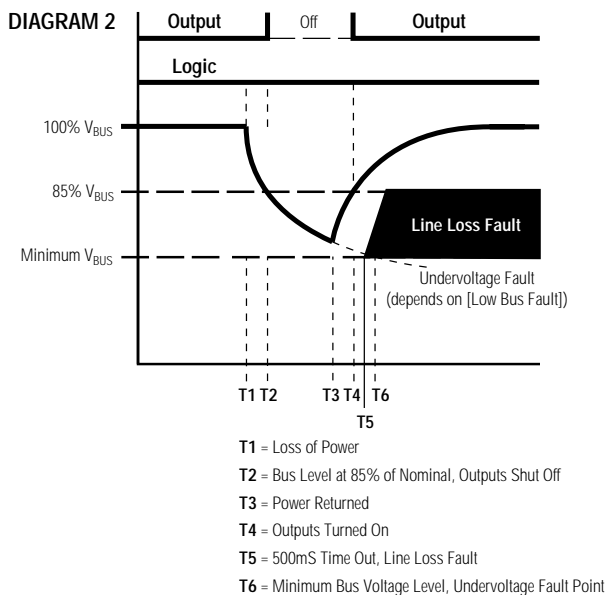 DIAGRAM 2
Output Off Output
Logic
100% VBUS
85% VBUS
Line Loss Fault
Minimum VBUS
Undervoltage Fault
(depends on [Low Bus Fault])
T1 T2 T3 T4 T6
T5
T1 = Loss of Power
T2 = Bus Level at 85% of Nominal, Outputs Shut Off
T3 = Power Returned
T4 = Outputs Turned On
T5 = 500mS Time Out, Line Loss Fault
T6 = Minimum Bus Voltage Level, Undervoltage Fault Point